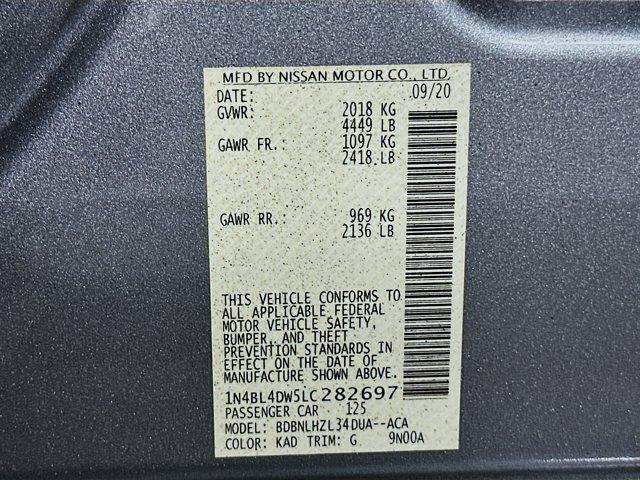 MFD BY NISSAN MOTOR CO., LTD.
DATE: 09/20
GVWR: 2018 KG
4449 LB
GAWR FR.: 1097 KG
2418 LB
GAWR RR.: 969 KG
2136 LB
THIS VEHICLE CONFORMS TO
ALL APPLICABLE FEDERAL
MOTOR VEHICLE SAFETY,
BUMPER, AND THEFT
PREVENTION STANDARDS IN
EFFECT ON THE DATE OF
MANUFACTURE SHOWN ABOVE.
1N4BL4DW5LC282697
PASSENGER CAR 125
MODEL: BDBNLHZL34DUA--ACA
COLOR: KAD TRIM: G 9N00A